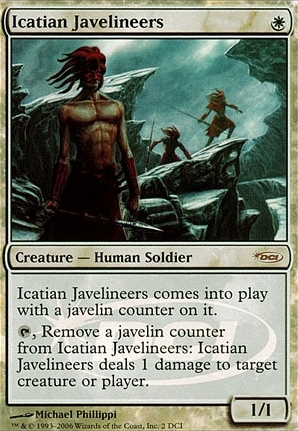 Icatian Javelineers
Creature — Human Soldier
DCI
Icatian Javelineers comes into play
with a javelin counter on it.
, Remove a javelin counter
from Icatian Javelineers: Icatian
Javelineers deals 1 damage to target
creature or player.
1/1
Michael Phillippi
™ & © 1993–2006 Wizards of the Coast, Inc. 2 DCI